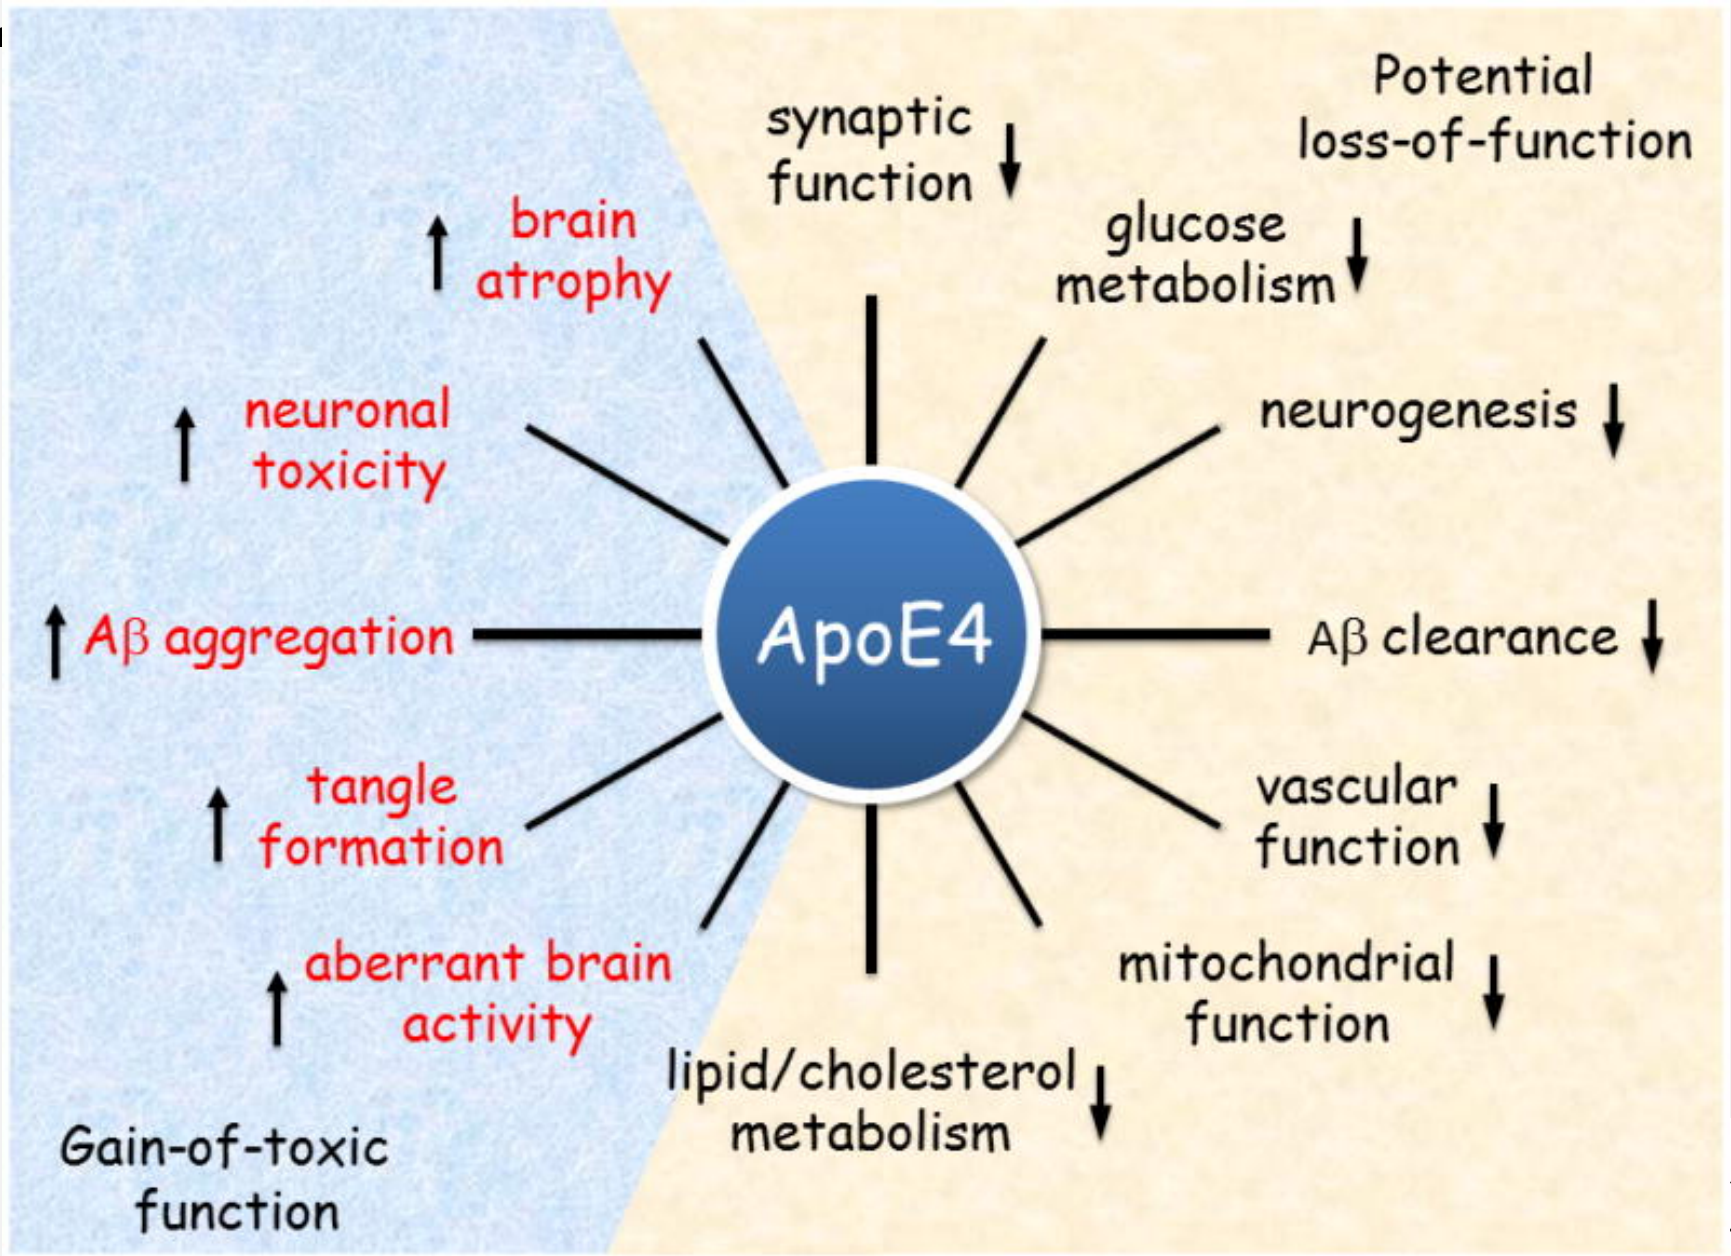 Potential
loss-of-function
synaptic
function
glucose
metabolism
neurogenesis
Aβ clearance
vascular
function
mitochondrial
function
lipid/cholesterol
metabolism
brain
atrophy
neuronal
toxicity
Aβ aggregation
tangle
formation
aberrant brain
activity
Gain-of-toxic
function
ApoE4